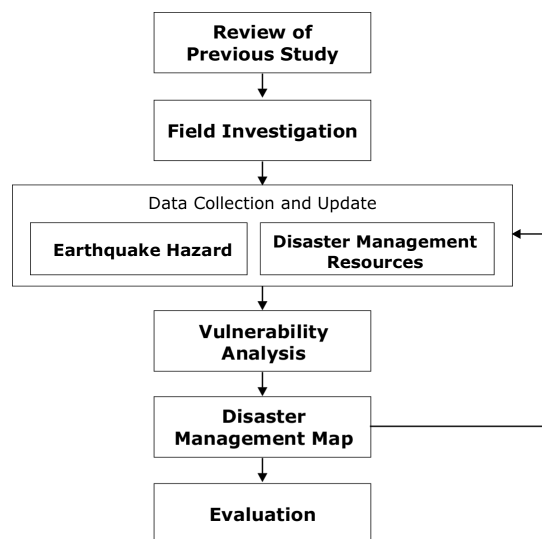 Review of
Previous Study
Field Investigation
Data Collection and Update
Earthquake Hazard
Disaster Management
Resources
Vulnerability
Analysis
Disaster
Management Map
Evaluation